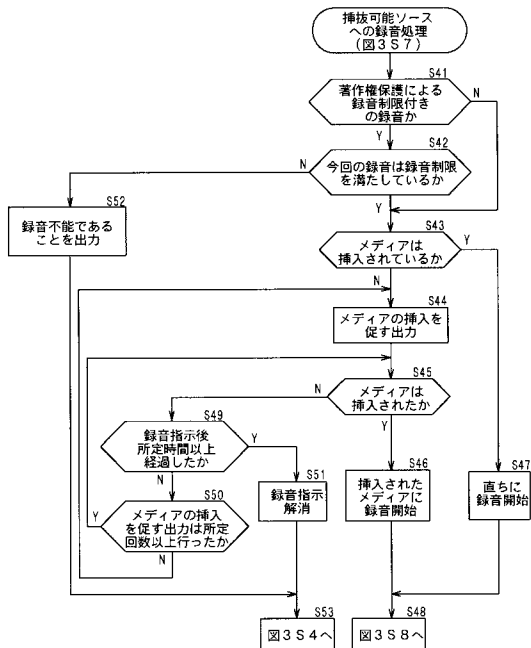 挿抜可能ソース
への録音処理
(図3S7)
S41
著作権保護による
録音制限付き
の録音か
N
Y
S42
今回の録音は録音制限
を満たしているか
N
Y
S52
録音不能である
ことを出力
S43
メディアは
挿入されているか
Y
N
S44
メディアの挿入を
促す出力
S45
メディアは
挿入されたか
N
Y
S49
録音指示後
所定時間以上
経過したか
Y
N
S51
録音指示
解消
S46
挿入された
メディアに
録音開始
S47
直ちに
録音開始
S50
メディアの挿入
を促す出力は所定
回数以上行ったか
Y
N
S53
図3S4へ
S48
図3S8へ